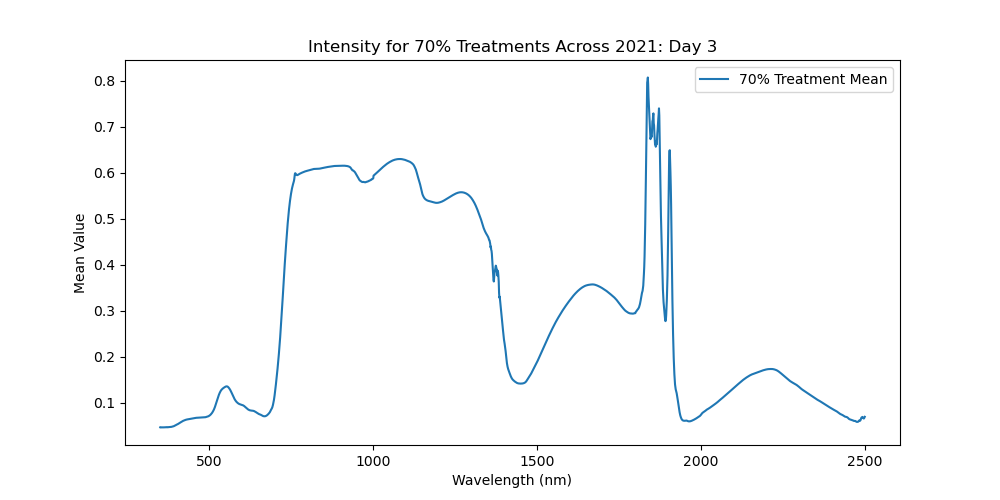 Intensity for 70% Treatments Across 2021: Day 3
70% Treatment Mean
Mean Value
0.8
0.7
0.6
0.5
0.4
0.3
0.2
0.1
500 1000 1500 2000 2500
Wavelength (nm)